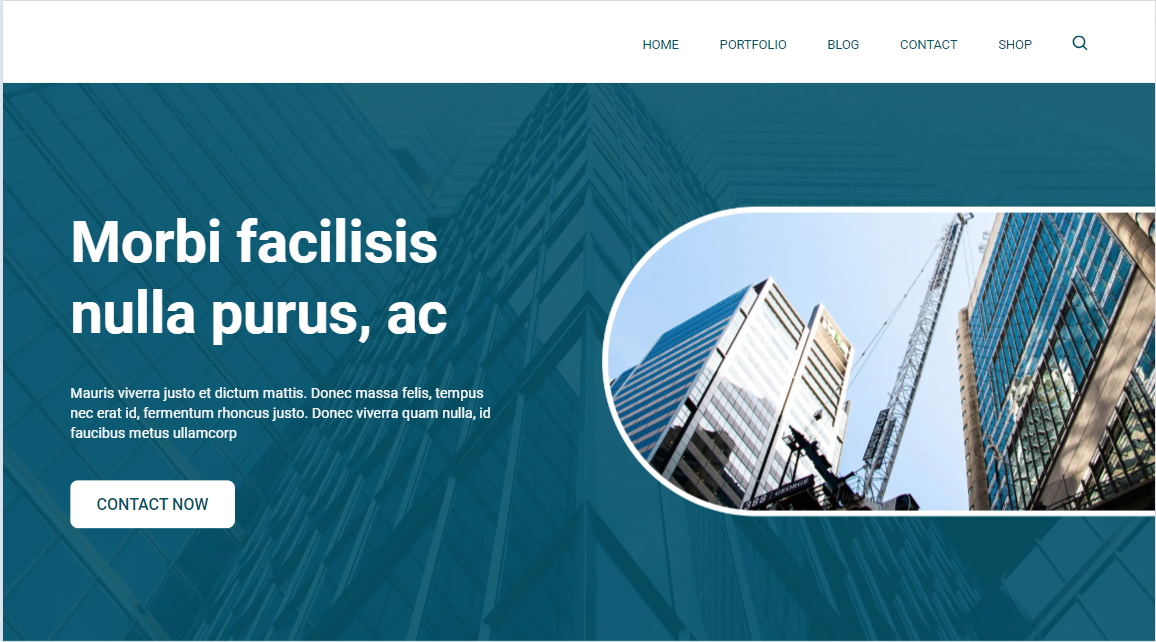 HOME PORTFOLIO BLOG CONTACT SHOP
Morbi facilisis
nulla purus, ac
Mauris viverra justo et dictum mattis. Donec massa felis, tempus
nec erat id, fermentum rhoncus justo. Donec viverra quam nulla, id
faucibus metus ullamcorp
CONTACT NOW
GEORGE